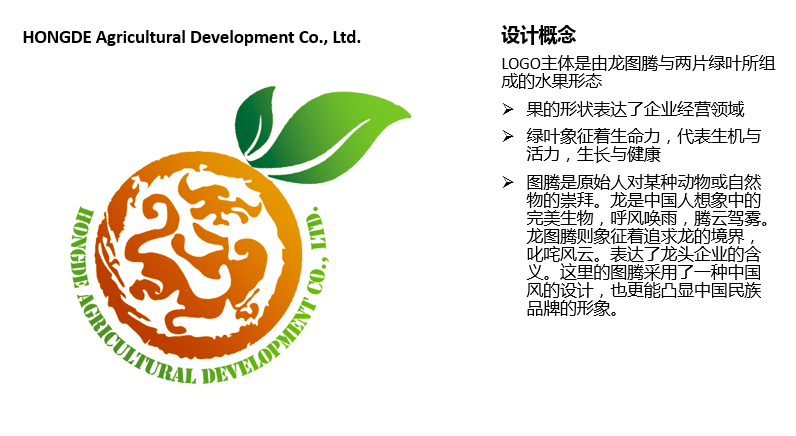 HONGDE Agricultural Development Co., Ltd.
HONGDE AGRICULTURAL DEVELOPMENT CO., LTD.
设计概念
LOGO主体是由龙图腾与两片绿叶所组
成的水果形态
➢ 果的形状表达了企业经营领域
➢ 绿叶象征着生命力，代表生机与
活力，生长与健康
➢ 图腾是原始人对某种动物或自然
物的崇拜。龙是中国人想象中的
完美生物，呼风唤雨，腾云驾雾。
龙图腾则象征着追求龙的境界，
叱咤风云。表达了龙头企业的含
义。这里的图腾采用了一种中国
风的设计，也更能凸显中国民族
品牌的形象。